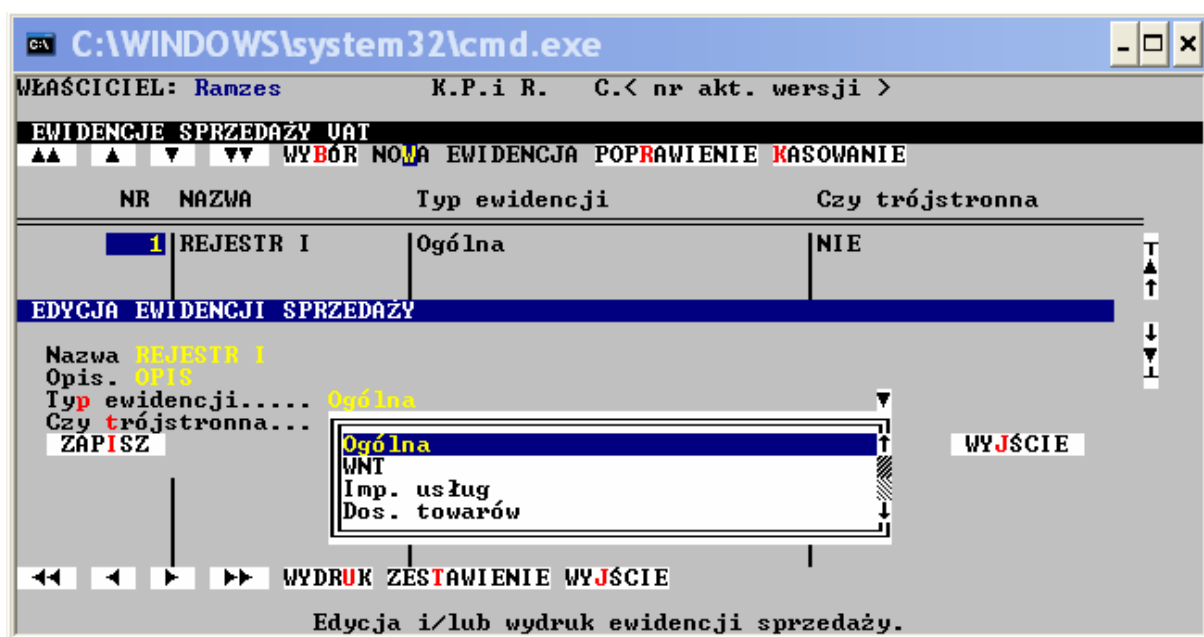 C:\WINDOWS\system32\cmd.exe
WŁAŚCICIEL: Ramzes K.P.i R. C.< nr akt. wersji >
EWIDENCJE SPRZEDAŻY VAT
WYBÓR NOWA EWIDENCJA POPRAWIENIE KASOWANIE
NR NAZWA Typ ewidencji Czy trójstronna
1 REJESTR I Ogólna NIE
EDYCJA EWIDENCJI SPRZEDAŻY
Nazwa REJESTR I
Opis. OPIS
Typ ewidencji..... Ogólna
Czy trójstronna...
ZAPISZ Ogólna WYJŚCIE
WNT
Imp. usług
Dos. towarów
WYDRUK ZESTAWIENIE WYJŚCIE
Edycja i/lub wydruk ewidencji sprzedaży.